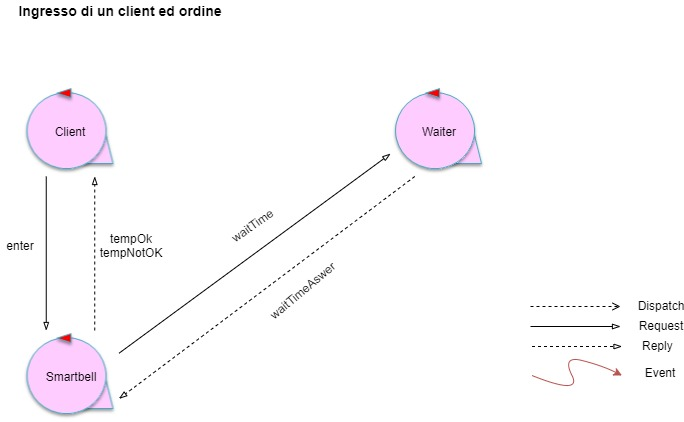 Ingresso di un client ed ordine
Client
Waiter
waitTime
enter
tempOk
tempNotOK
waitTimeAswer
Smartbell
Dispatch
Request
Reply
Event